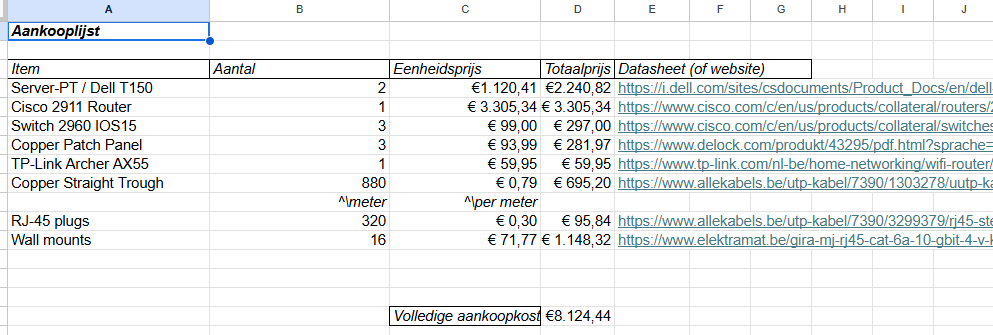 A B C D E F G H I J
Aankooplijst
Item Aantal Eenheidsprijs Totaalprijs Datasheet (of website)
Server-PT / Dell T150 2 €1.120,41 €2.240,82 https://i.dell.com/sites/csdocuments/Product_Docs/en/dell
Cisco 2911 Router 1 € 3.305,34 € 3.305,34 https://www.cisco.com/c/en/us/products/collateral/routers/2
Switch 2960 IOS15 3 € 99,00 € 297,00 https://www.cisco.com/c/en/us/products/collateral/switches
Copper Patch Panel 3 € 93,99 € 281,97 https://www.delock.com/produkt/43295/pdf.html?sprache=
TP-Link Archer AX55 1 € 59,95 € 59,95 https://www.tp-link.com/nl-be/home-networking/wifi-router/
Copper Straight Trough 880 € 0,79 € 695,20 https://www.allekabels.be/utp-kabel/7390/1303278/uutp-ka
^\meter ^\per meter
RJ-45 plugs 320 € 0,30 € 95,84 https://www.allekabels.be/utp-kabel/7390/3299379/rj45-ste
Wall mounts 16 € 71,77 € 1.148,32 https://www.elektramat.be/gira-mj-rj45-cat-6a-10-gbit-4-v-k
Volledige aankoopkost €8.124,44